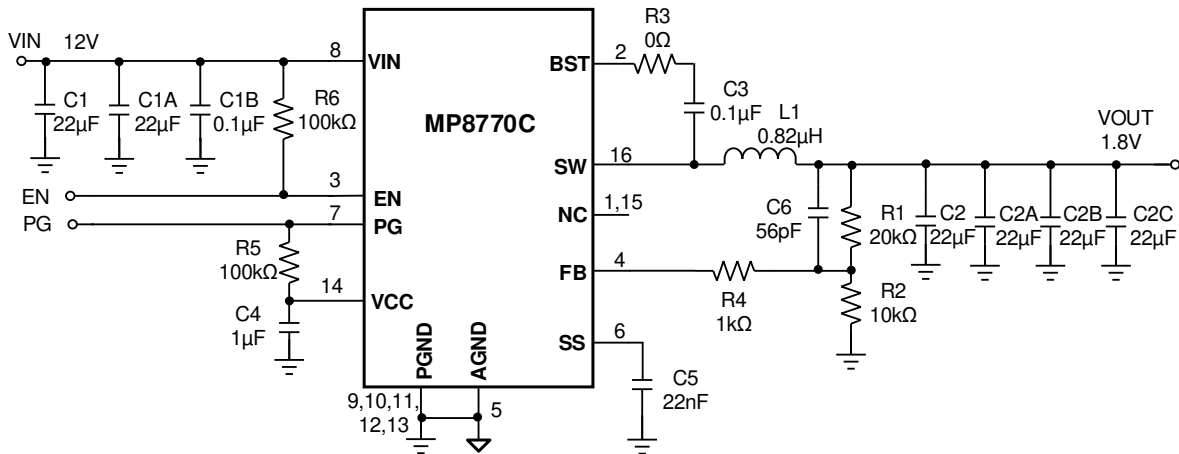 VIN 12V
8
VIN
C1
22µF
C1A
22µF
C1B
0.1µF
R6
100kΩ
EN
3
EN
PG
7
PG
R5
100kΩ
14
VCC
C4
1µF
MP8770C
PGND
AGND
9,10,11,
12,13
5
BST
2
R3
0Ω
C3
0.1µF
L1
0.82µH
SW
16
NC
1,15
FB
4
R4
1kΩ
SS
6
C5
22nF
C6
56pF
R1
20kΩ
R2
10kΩ
C2
22µF
C2A
22µF
C2B
22µF
C2C
22µF
VOUT
1.8V